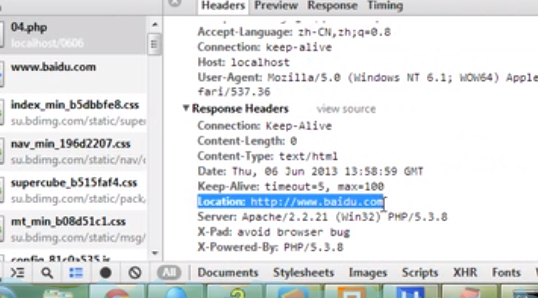 Headers Preview Response Timing
04.php
localhost/0606
www.baidu.com
index_min_b5dbbfe8.css
su.bdimg.com/static/supe
nav_min_196d2207.css
su.bdimg.com/static/nav/
supercube_b515faf4.css
su.bdimg.com/static/pack
mt_min_b08d51c1.css
su.bdimg.com/static/msg/
config_81c0a535.js
Accept-Language: zh-CN,zh;q=0.8
Connection: keep-alive
Host: localhost
User-Agent: Mozilla/5.0 (Windows NT 6.1; WOW64) Apple
fari/537.36
Response Headers view source
Connection: Keep-Alive
Content-Length: 0
Content-Type: text/html
Date: Thu, 06 Jun 2013 13:58:59 GMT
Keep-Alive: timeout=5, max=100
Location: http://www.baidu.com
Server: Apache/2.2.21 (Win32) PHP/5.3.8
X-Pad: avoid browser bug
X-Powered-By: PHP/5.3.8
All Documents Stylesheets Images Scripts XHR Fonts